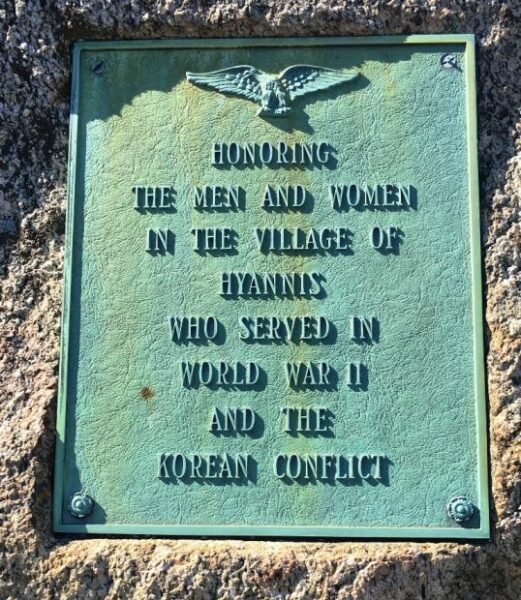 HONORING
THE MEN AND WOMEN
IN THE VILLAGE OF
HYANNIS
WHO SERVED IN
WORLD WAR II
AND THE
KOREAN CONFLICT